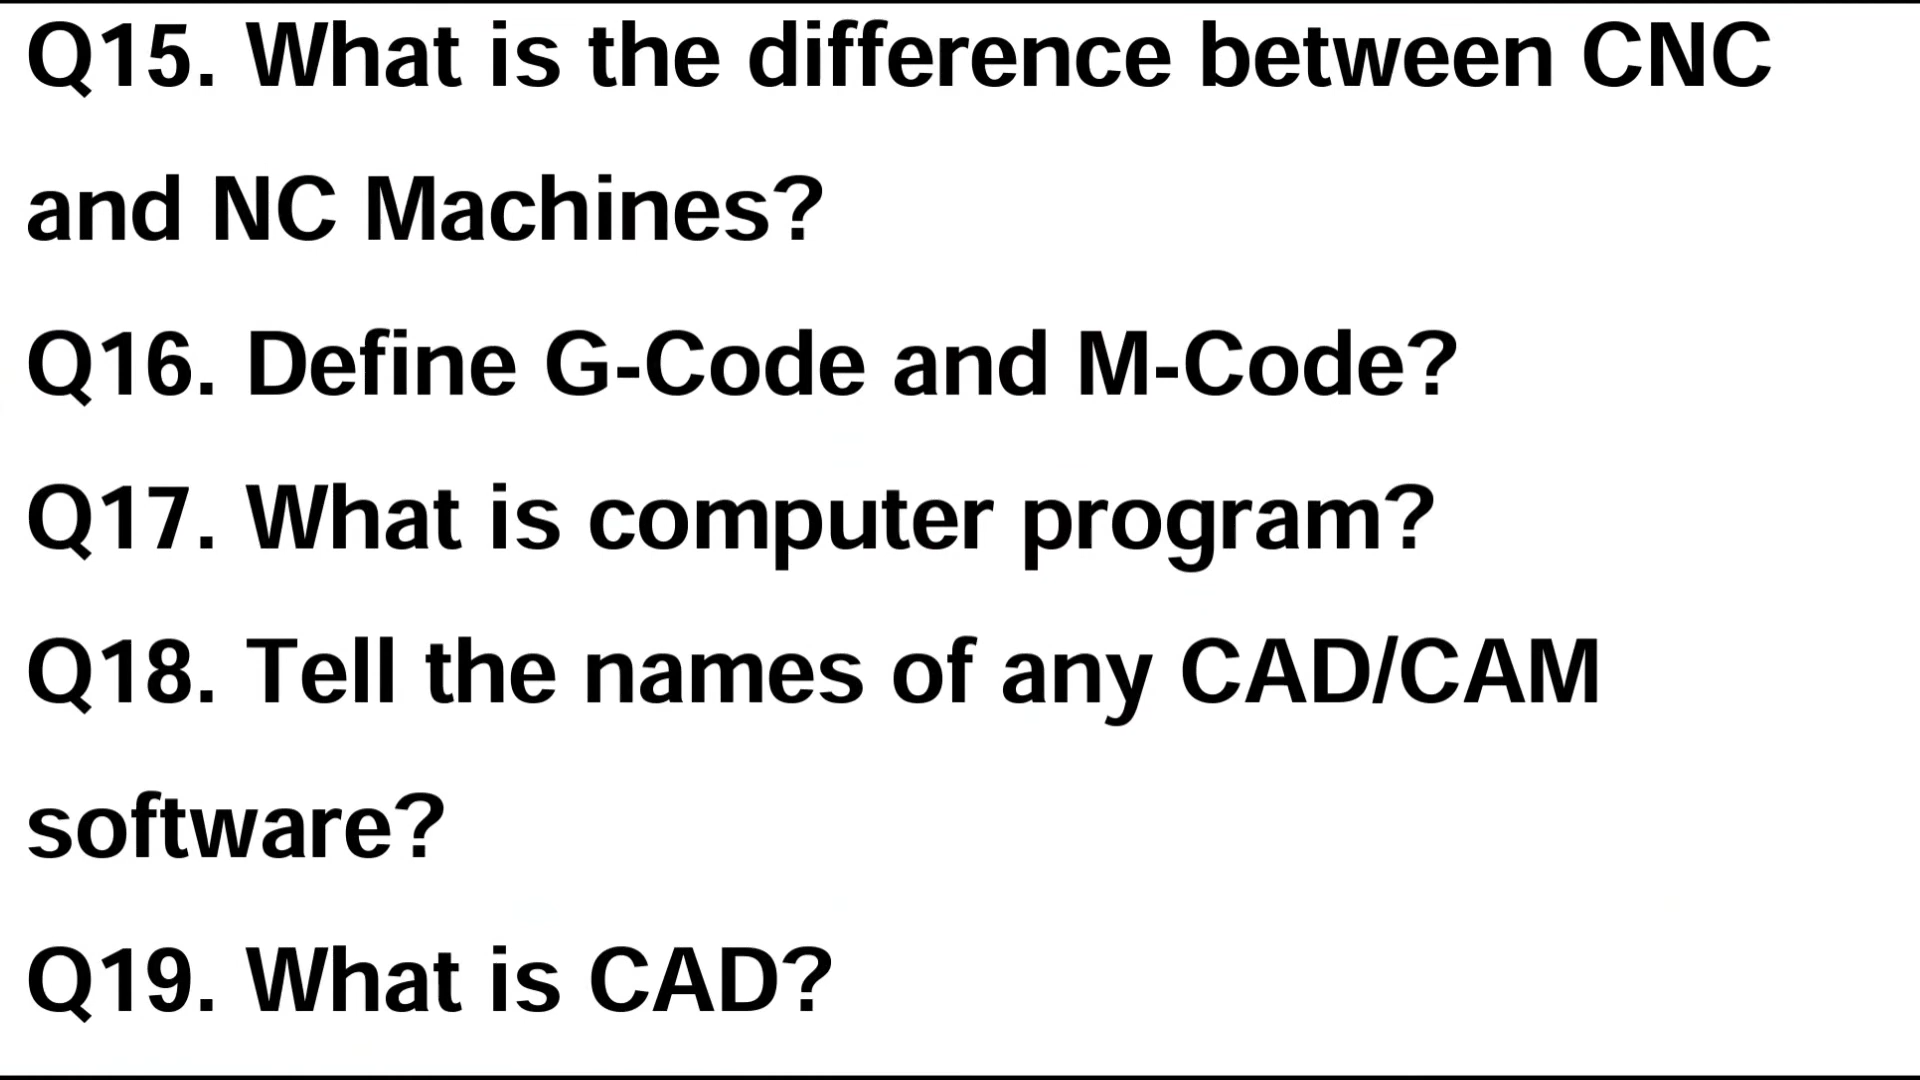 Q15. What is the difference between CNC
and NC Machines?
Q16. Define G-Code and M-Code?
Q17. What is computer program?
Q18. Tell the names of any CAD/CAM
software?
Q19. What is CAD?